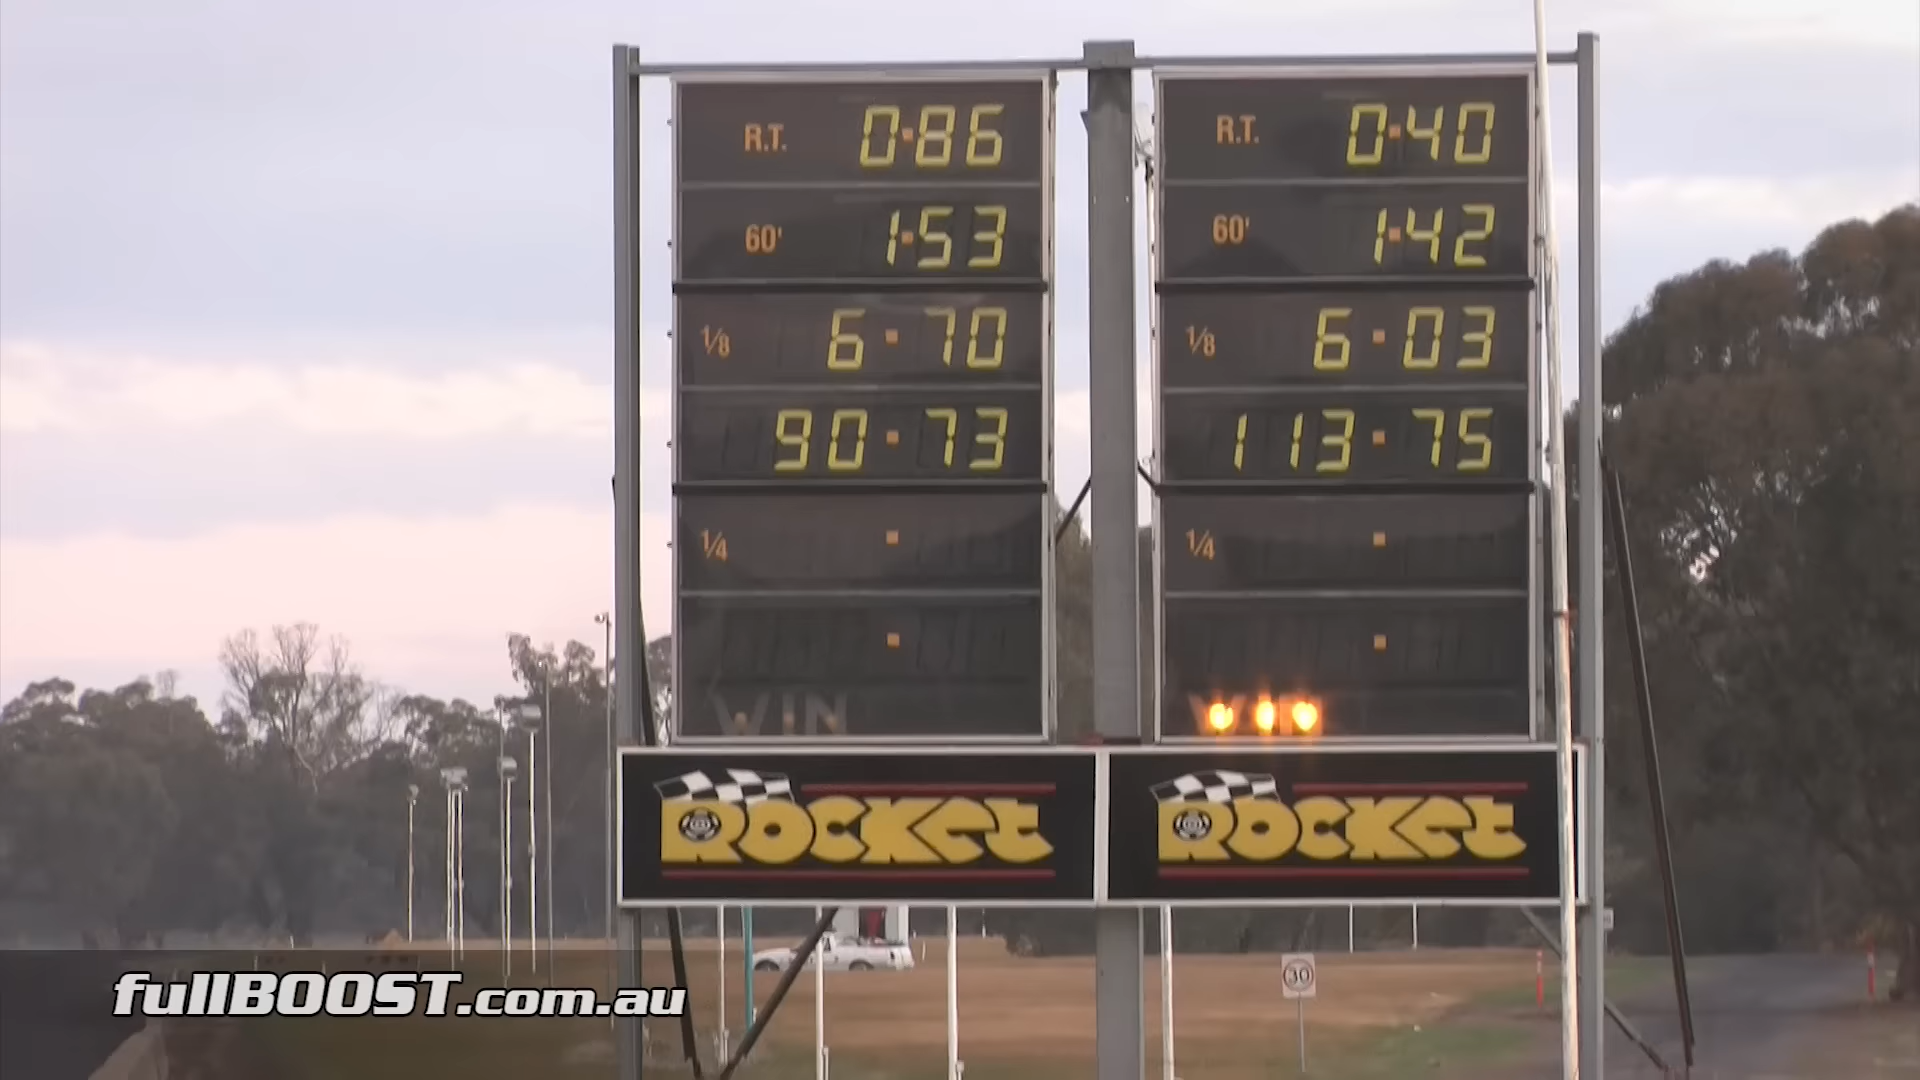 R.T. 0.86
60' 1.53
1/8 6.70
90.73
1/4 .
.
WIN
ROCKET
R.T. 0.40
60' 1.42
1/8 6.03
113.75
1/4 .
.
WIN
ROCKET
30
fullBOOST.com.au